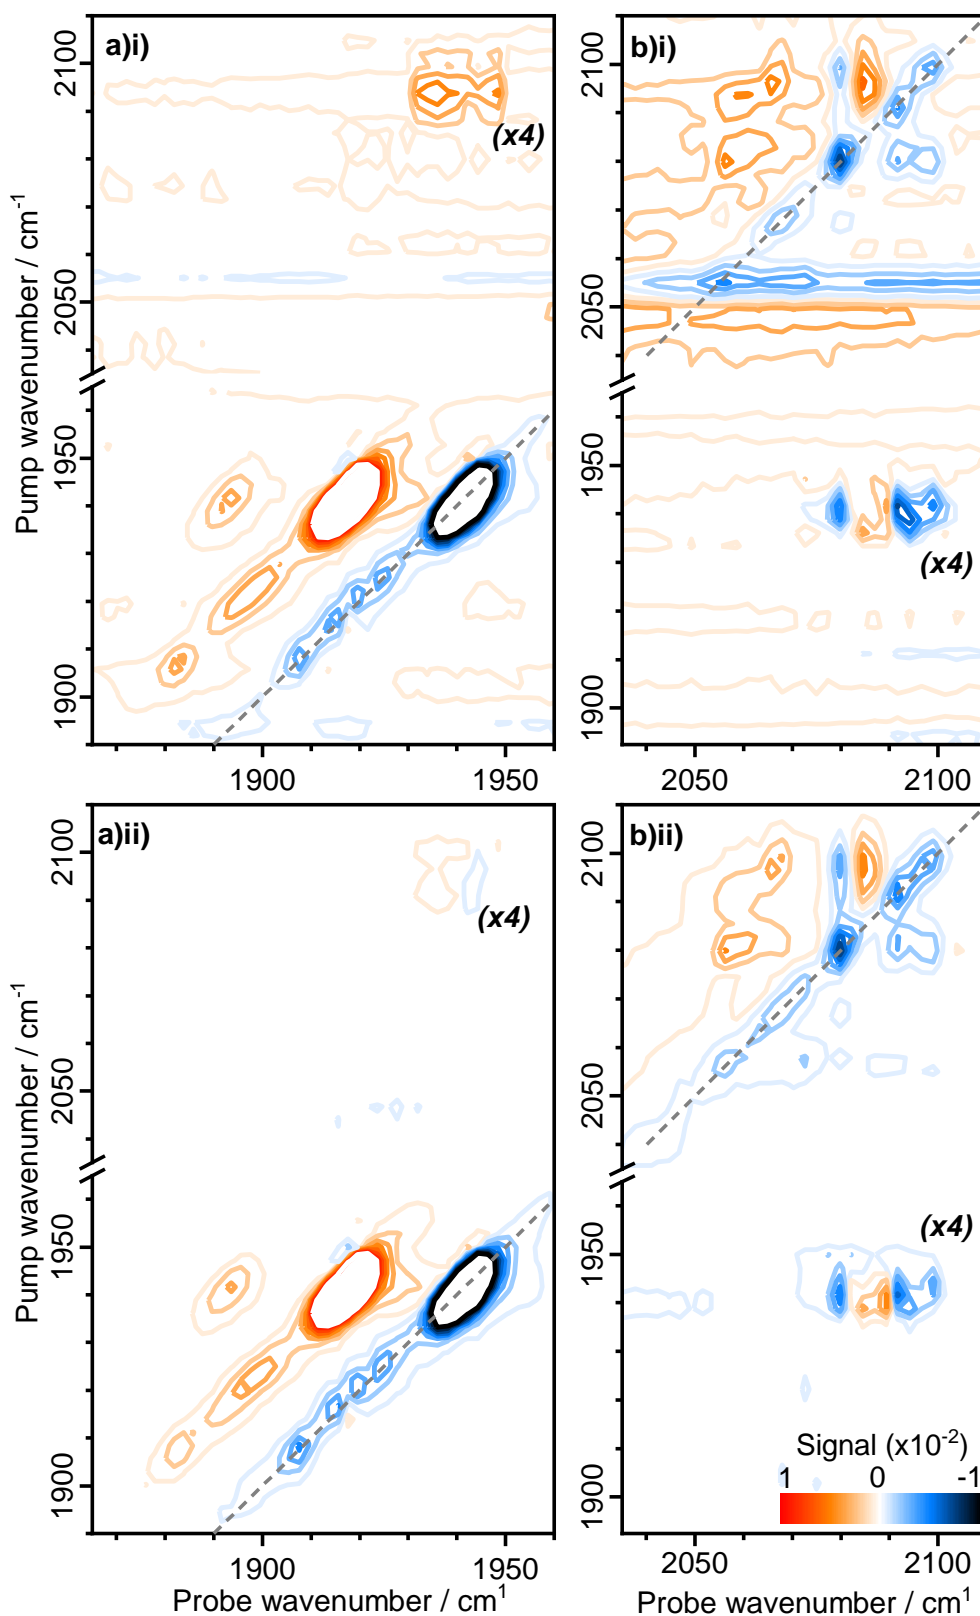 a)i)
b)i)
(x4)
(x4)
2100
2050
1950
1900
Pump wavenumber / cm⁻¹
2100
2050
1950
1900
1900
1950
2050
2100
a)ii)
b)ii)
(x4)
(x4)
2100
2050
1950
1900
Pump wavenumber / cm⁻¹
2100
2050
1950
1900
Signal (x10⁻²)
1
0
-1
1900
1950
2050
2100
Probe wavenumber / cm¹
Probe wavenumber / cm¹